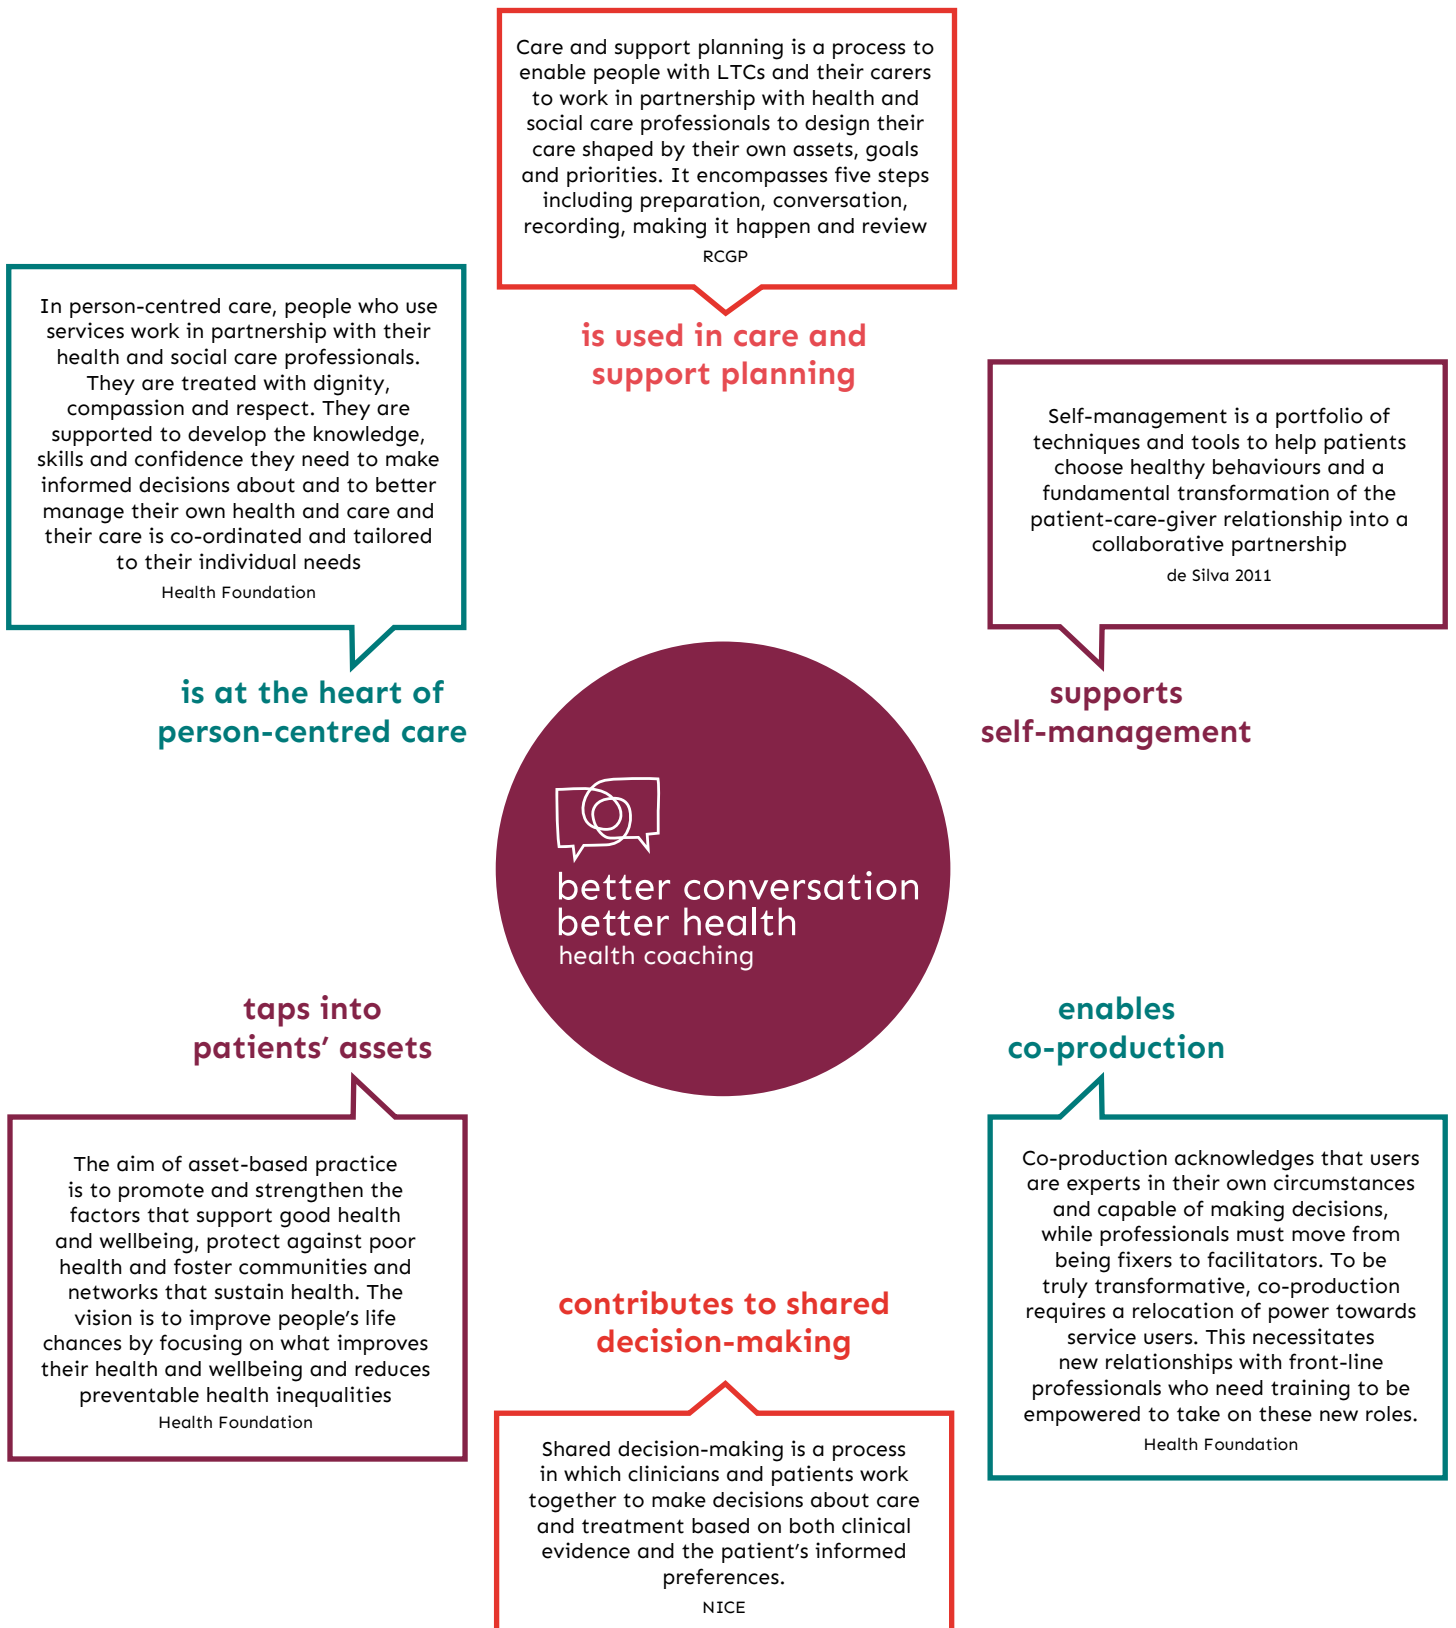 Care and support planning is a process to
enable people with LTCs and their carers
to work in partnership with health and
social care professionals to design their
care shaped by their own assets, goals
and priorities. It encompasses five steps
including preparation, conversation,
recording, making it happen and review
RCGP
is used in care and
support planning
In person-centred care, people who use
services work in partnership with their
health and social care professionals.
They are treated with dignity,
compassion and respect. They are
supported to develop the knowledge,
skills and confidence they need to make
informed decisions about and to better
manage their own health and care and
their care is co-ordinated and tailored
to their individual needs
Health Foundation
is at the heart of
person-centred care
Self-management is a portfolio of
techniques and tools to help patients
choose healthy behaviours and a
fundamental transformation of the
patient-care-giver relationship into a
collaborative partnership
de Silva 2011
supports
self-management
better conversation
better health
health coaching
taps into
patients’ assets
The aim of asset-based practice
is to promote and strengthen the
factors that support good health
and wellbeing, protect against poor
health and foster communities and
networks that sustain health. The
vision is to improve people’s life
chances by focusing on what improves
their health and wellbeing and reduces
preventable health inequalities
Health Foundation
enables
co-production
Co-production acknowledges that users
are experts in their own circumstances
and capable of making decisions,
while professionals must move from
being fixers to facilitators. To be
truly transformative, co-production
requires a relocation of power towards
service users. This necessitates
new relationships with front-line
professionals who need training to be
empowered to take on these new roles.
Health Foundation
contributes to shared
decision-making
Shared decision-making is a process
in which clinicians and patients work
together to make decisions about care
and treatment based on both clinical
evidence and the patient’s informed
preferences.
NICE